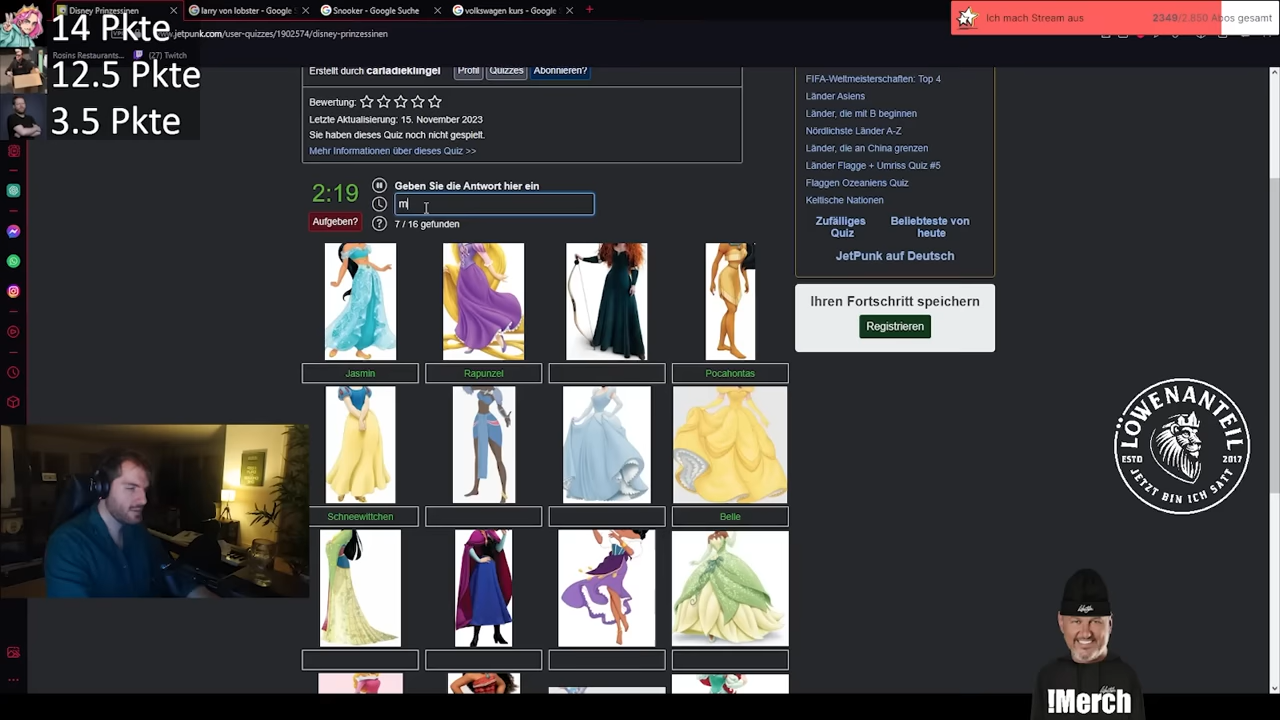 Disney Prinzessinen
larry von lobster - Google
Snooker - Google Suche
volkswagen kurs - Google
14 Pkte
Ich mach Stream aus
2349/2.850 Abos gesamt
www.jetpunk.com/user-quizzes/1902574/disney-prinzessinen
Rosins Restaurants...
(27) Twitch
12.5 Pkte
3.5 Pkte
Erstellt durch carladieklingel
Profil
Quizzes
Abonnieren?
Bewertung:
Letzte Aktualisierung: 15. November 2023
Sie haben dieses Quiz noch nicht gespielt.
Mehr Informationen über dieses Quiz >>
FIFA-Weltmeisterschaften: Top 4
Länder Asiens
Länder, die mit B beginnen
Nördlichste Länder A-Z
Länder, die an China grenzen
Länder Flagge + Umriss Quiz #5
Flaggen Ozeaniens Quiz
Keltische Nationen
Zufälliges Quiz
Beliebteste von heute
JetPunk auf Deutsch
2:19
Geben Sie die Antwort hier ein
m
Aufgeben?
7 / 16 gefunden
Ihren Fortschritt speichern
Registrieren
Jasmin
Rapunzel
Pocahontas
Schneewittchen
Belle
LÖWENANTEIL
ESTD
2017
JETZT BIN ICH SATT
!Merch